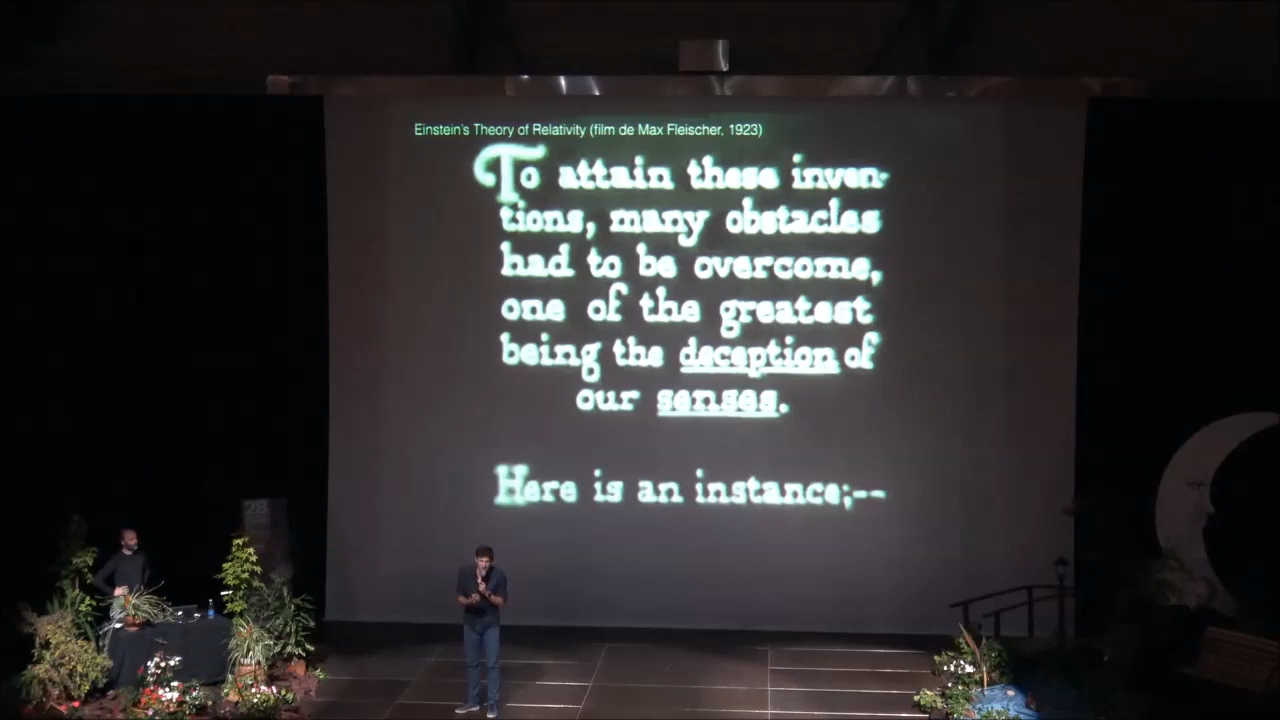 Einstein's Theory of Relativity (film de Max Fleischer, 1923)
To attain these inven-
tions, many obstacles
had to be overcome,
one of the greatest
being the deception of
our senses.
Here is an instance;--
28